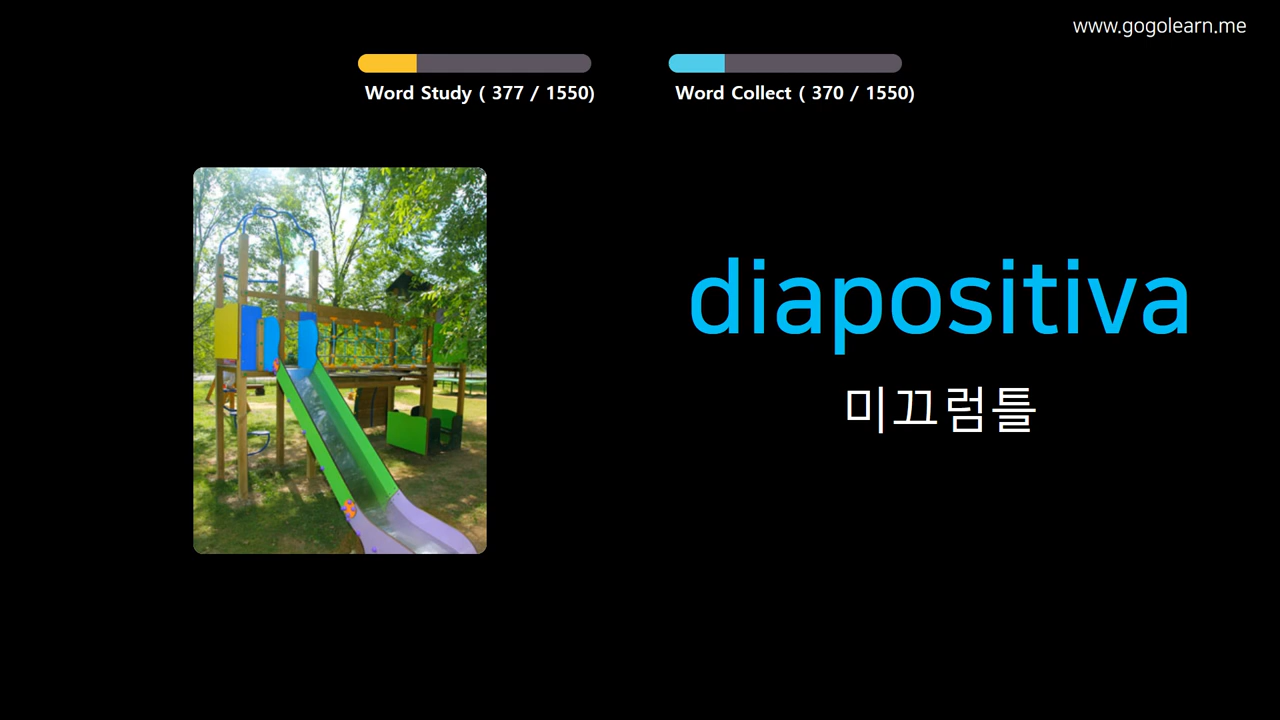 www.gogolearn.me
Word Study ( 377 / 1550)
Word Collect ( 370 / 1550)
diapositiva
미끄럼틀